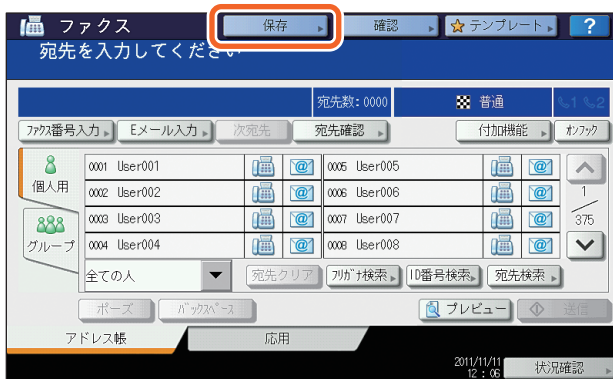 ファクス 保存 確認 テンプレート ?
宛先を入力してください
宛先数:0000 普通 1 2
ファクス番号入力 Eメール入力 次宛先 宛先確認 付加機能 オンフック
個人用
グループ
0001 User001 0005 User005
0002 User002 0006 User006
0003 User003 0007 User007
0004 User004 0008 User008
1
375
全ての人 宛先クリア フリガナ検索 ID番号検索 宛先検索
ポーズ バックスペース プレビュー 送信
アドレス帳 応用
2011/11/11
12:06 状況確認